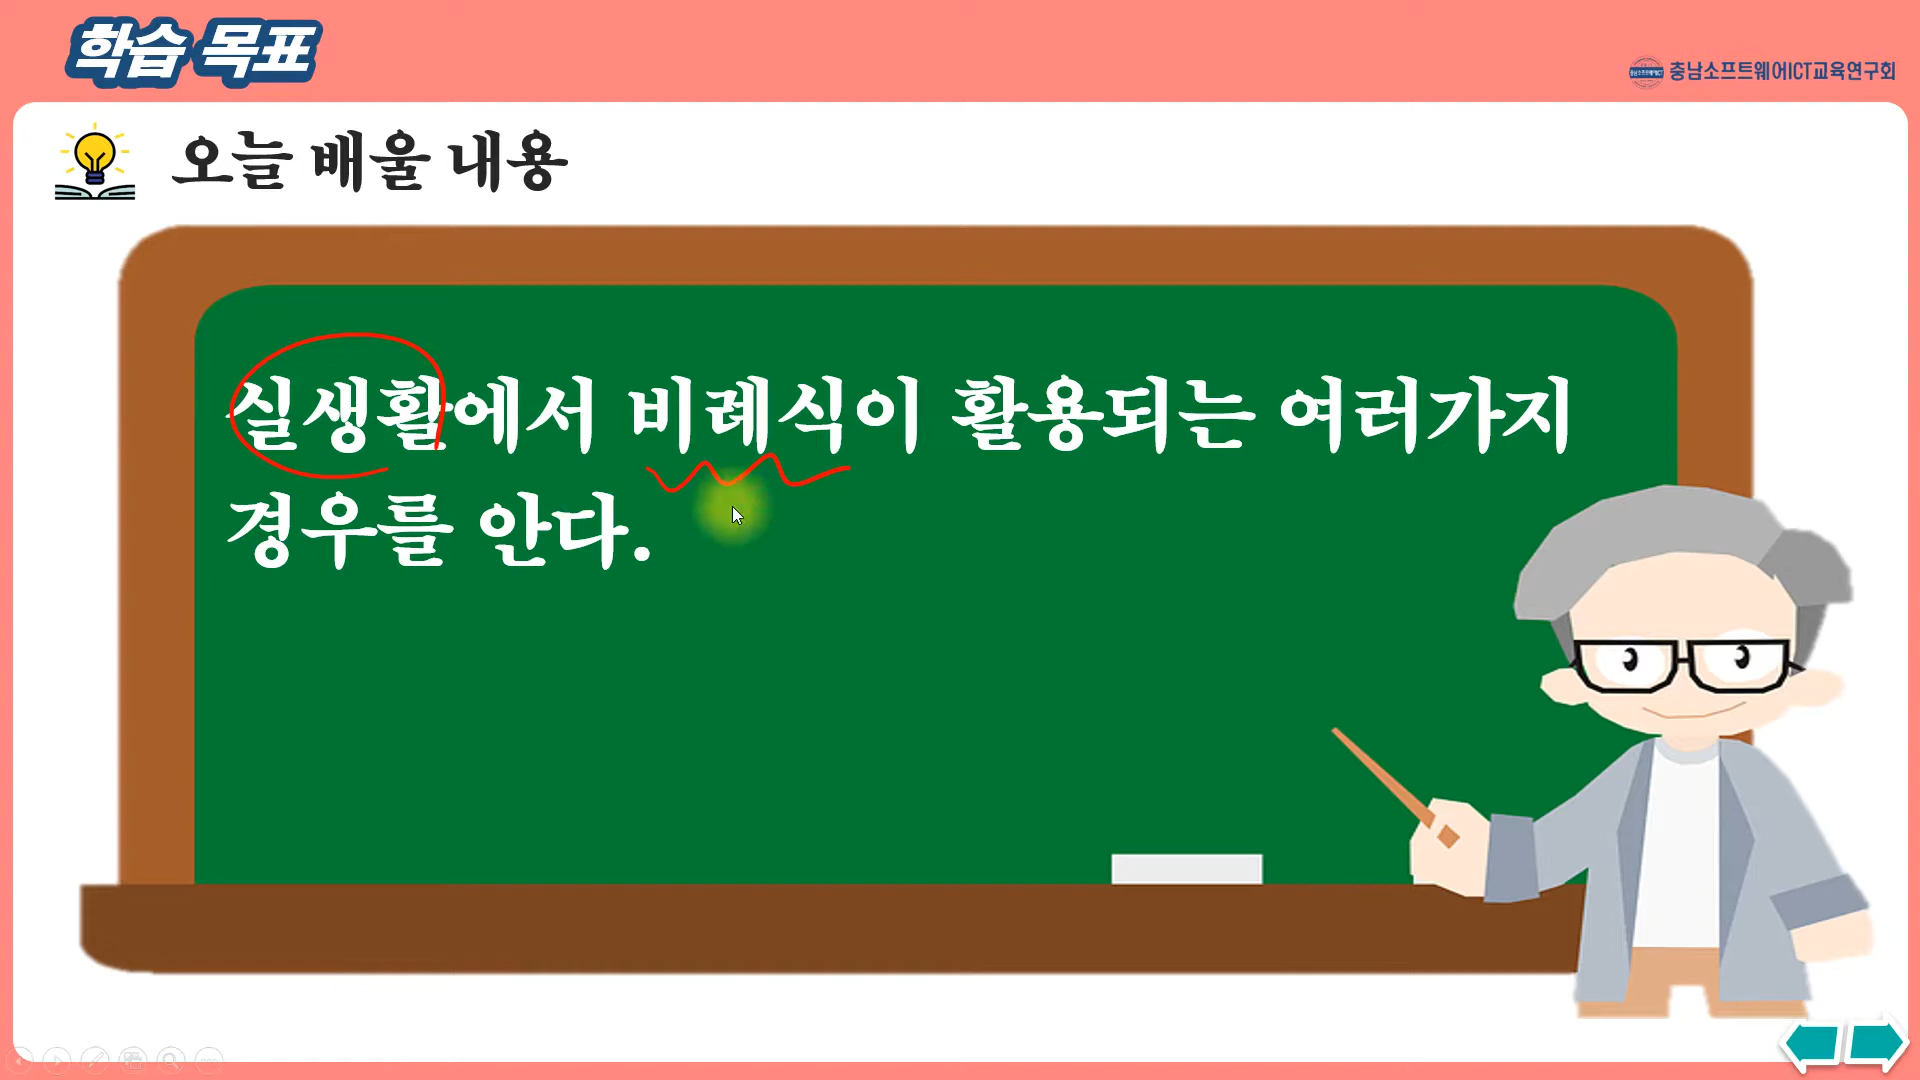 학습 목표
충남소프트웨어ICT교육연구회
오늘 배울 내용
실생활에서 비례식이 활용되는 여러가지
경우를 안다.